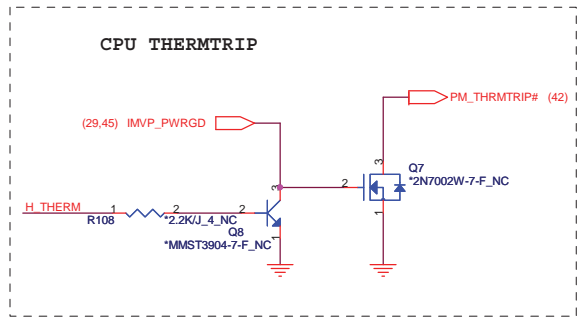 CPU THERMTRIP
PM_THRMTRIP# (42)
(29,45) IMVP_PWRGD
3
3
Q7
*2N7002W-7-F_NC
2
H_THERM
1
2
2
R108
*2.2K/J_4_NC
Q8
*MMST3904-7-F_NC
1
1